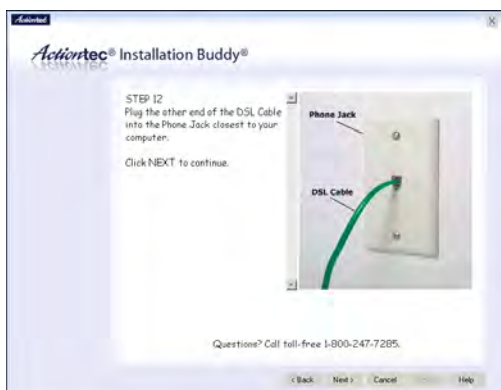 Actiontec
X
Actiontec® Installation Buddy®
STEP 12
Plug the other end of the DSL Cable
into the Phone Jack closest to your
computer.
Click NEXT to continue.
Phone Jack
DSL Cable
Questions? Call toll-free 1-800-247-7285.
< Back Next > Cancel Help